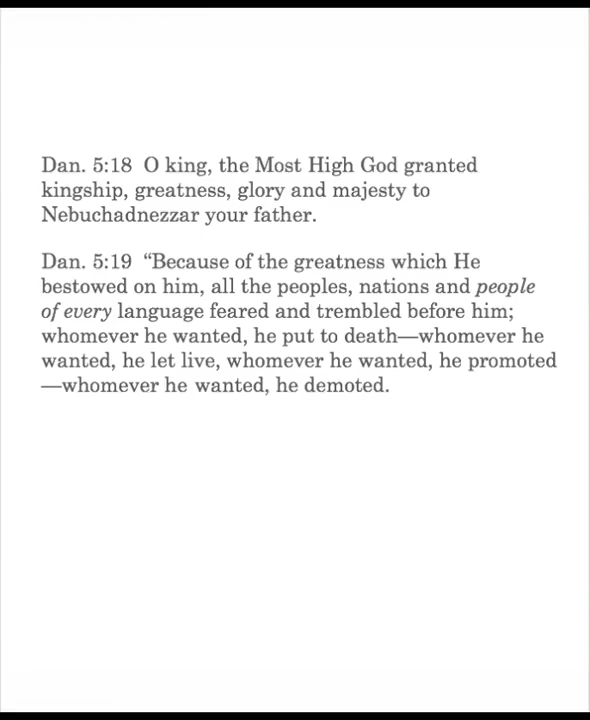 Dan. 5:18  O king, the Most High God granted
kingship, greatness, glory and majesty to
Nebuchadnezzar your father.
Dan. 5:19  “Because of the greatness which He
bestowed on him, all the peoples, nations and people
of every language feared and trembled before him;
whomever he wanted, he put to death—whomever he
wanted, he let live, whomever he wanted, he promoted
—whomever he wanted, he demoted.